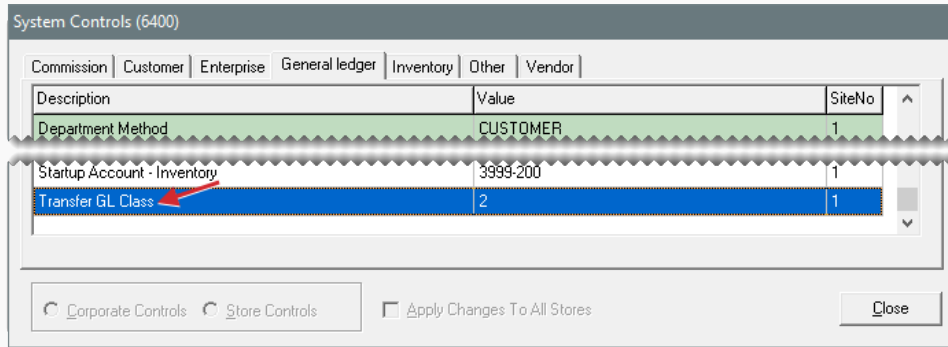 System Controls (6400)
Commission Customer Enterprise General ledger Inventory Other Vendor
Description Value SiteNo
Department Method CUSTOMER 1
Startup Account - Inventory 3999-200 1
Transfer GL Class 2 1
Corporate Controls Store Controls Apply Changes To All Stores Close